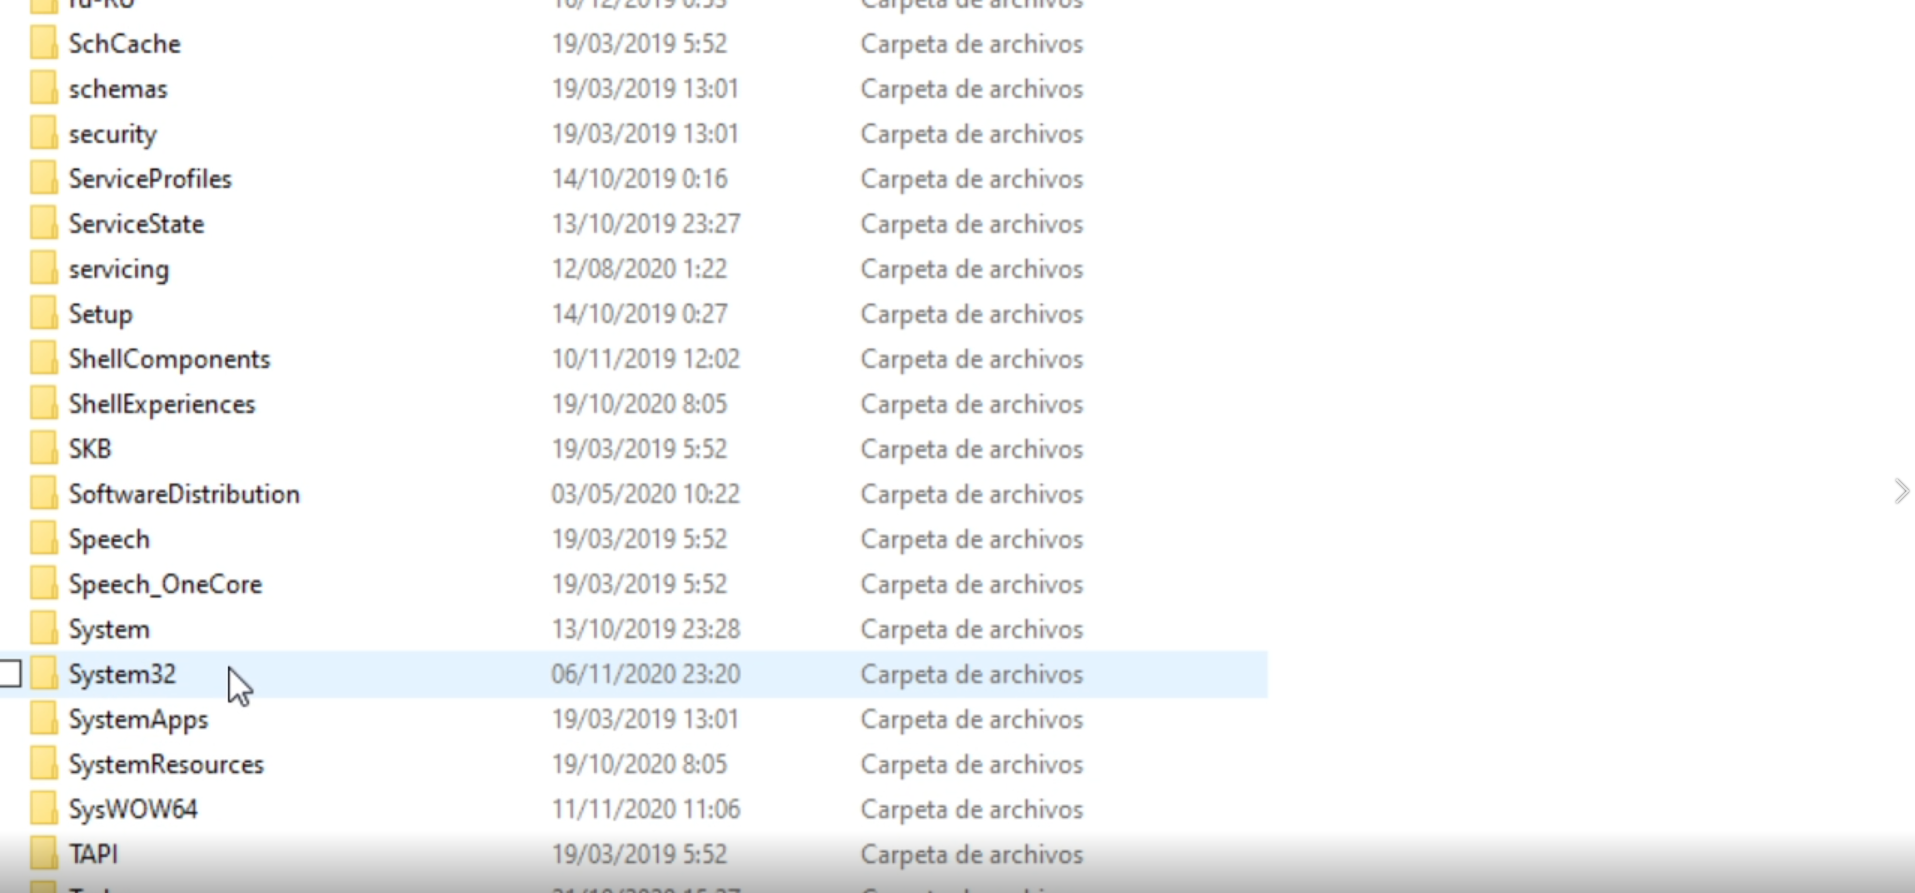 Carpeta de archivos
SchCache 19/03/2019 5:52 Carpeta de archivos
schemas 19/03/2019 13:01 Carpeta de archivos
security 19/03/2019 13:01 Carpeta de archivos
ServiceProfiles 14/10/2019 0:16 Carpeta de archivos
ServiceState 13/10/2019 23:27 Carpeta de archivos
servicing 12/08/2020 1:22 Carpeta de archivos
Setup 14/10/2019 0:27 Carpeta de archivos
ShellComponents 10/11/2019 12:02 Carpeta de archivos
ShellExperiences 19/10/2020 8:05 Carpeta de archivos
SKB 19/03/2019 5:52 Carpeta de archivos
SoftwareDistribution 03/05/2020 10:22 Carpeta de archivos
Speech 19/03/2019 5:52 Carpeta de archivos
Speech_OneCore 19/03/2019 5:52 Carpeta de archivos
System 13/10/2019 23:28 Carpeta de archivos
System32 06/11/2020 23:20 Carpeta de archivos
SystemApps 19/03/2019 13:01 Carpeta de archivos
SystemResources 19/10/2020 8:05 Carpeta de archivos
SysWOW64 11/11/2020 11:06 Carpeta de archivos
TAPI 19/03/2019 5:52 Carpeta de archivos